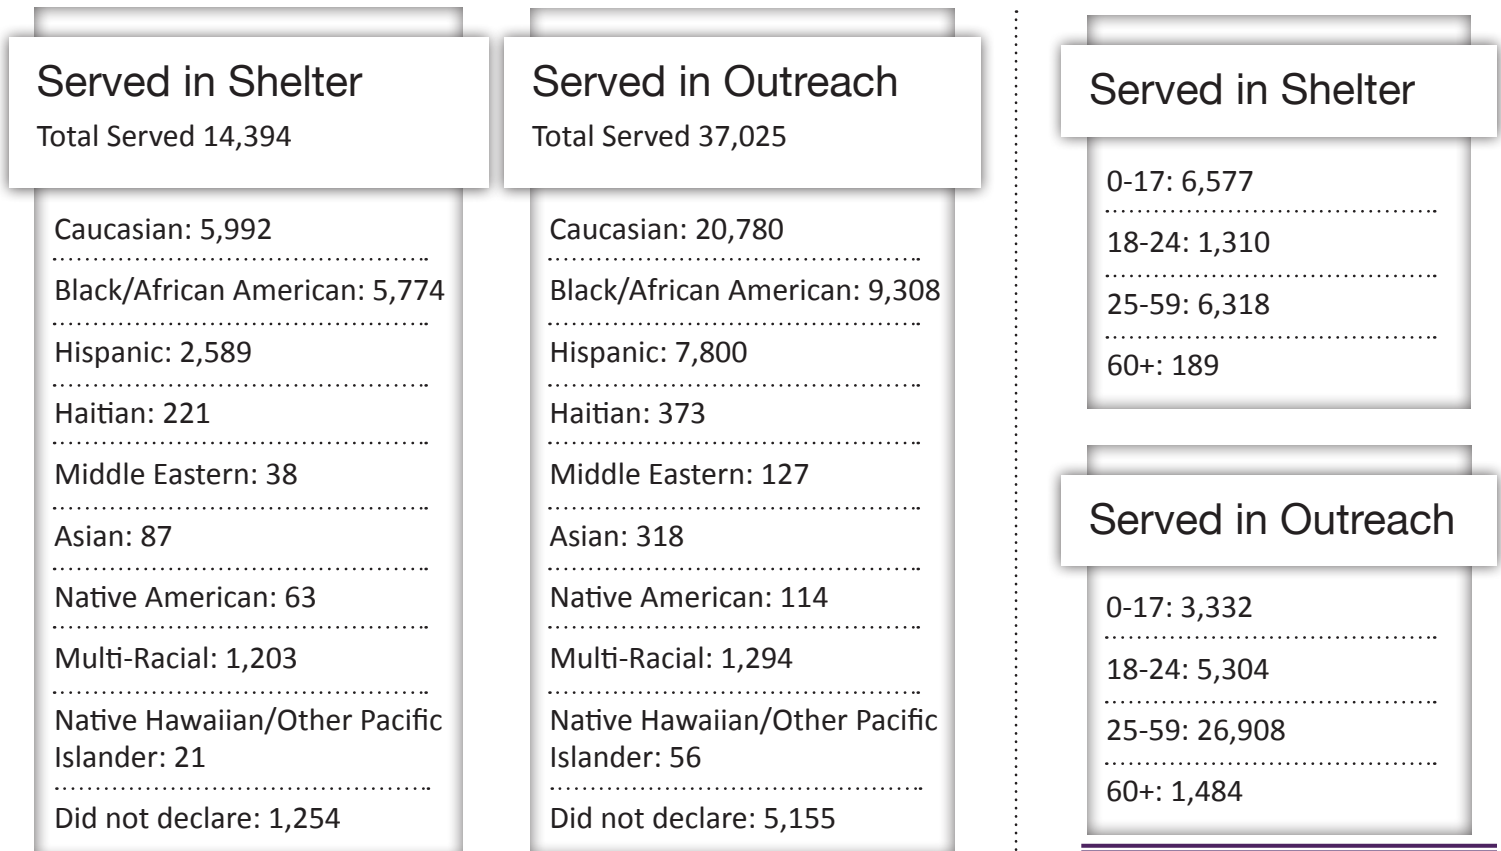 Served in Shelter
Total Served 14,394
Caucasian: 5,992
Black/African American: 5,774
Hispanic: 2,589
Haitian: 221
Middle Eastern: 38
Asian: 87
Native American: 63
Multi-Racial: 1,203
Native Hawaiian/Other Pacific
Islander: 21
Did not declare: 1,254
Served in Outreach
Total Served 37,025
Caucasian: 20,780
Black/African American: 9,308
Hispanic: 7,800
Haitian: 373
Middle Eastern: 127
Asian: 318
Native American: 114
Multi-Racial: 1,294
Native Hawaiian/Other Pacific
Islander: 56
Did not declare: 5,155
Served in Shelter
0-17: 6,577
18-24: 1,310
25-59: 6,318
60+: 189
Served in Outreach
0-17: 3,332
18-24: 5,304
25-59: 26,908
60+: 1,484